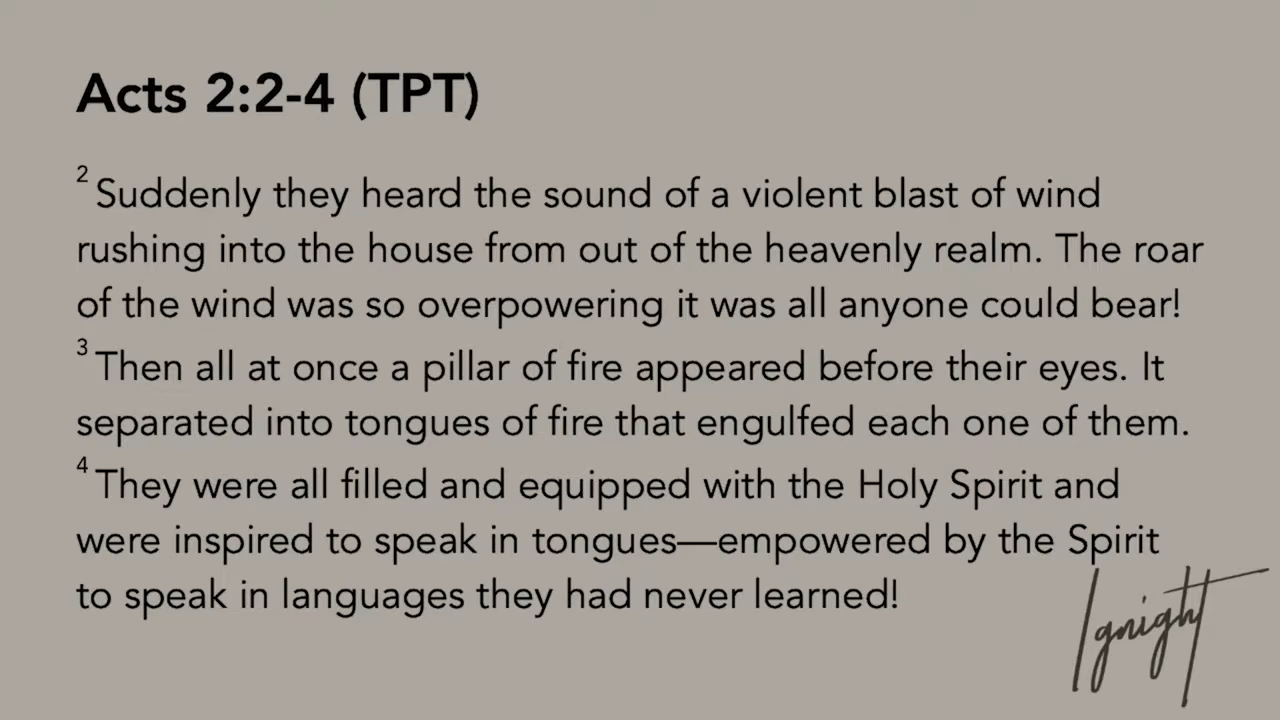 Acts 2:2-4 (TPT)
2 Suddenly they heard the sound of a violent blast of wind
rushing into the house from out of the heavenly realm. The roar
of the wind was so overpowering it was all anyone could bear!
3 Then all at once a pillar of fire appeared before their eyes. It
separated into tongues of fire that engulfed each one of them.
4 They were all filled and equipped with the Holy Spirit and
were inspired to speak in tongues—empowered by the Spirit
to speak in languages they had never learned!
Ignight